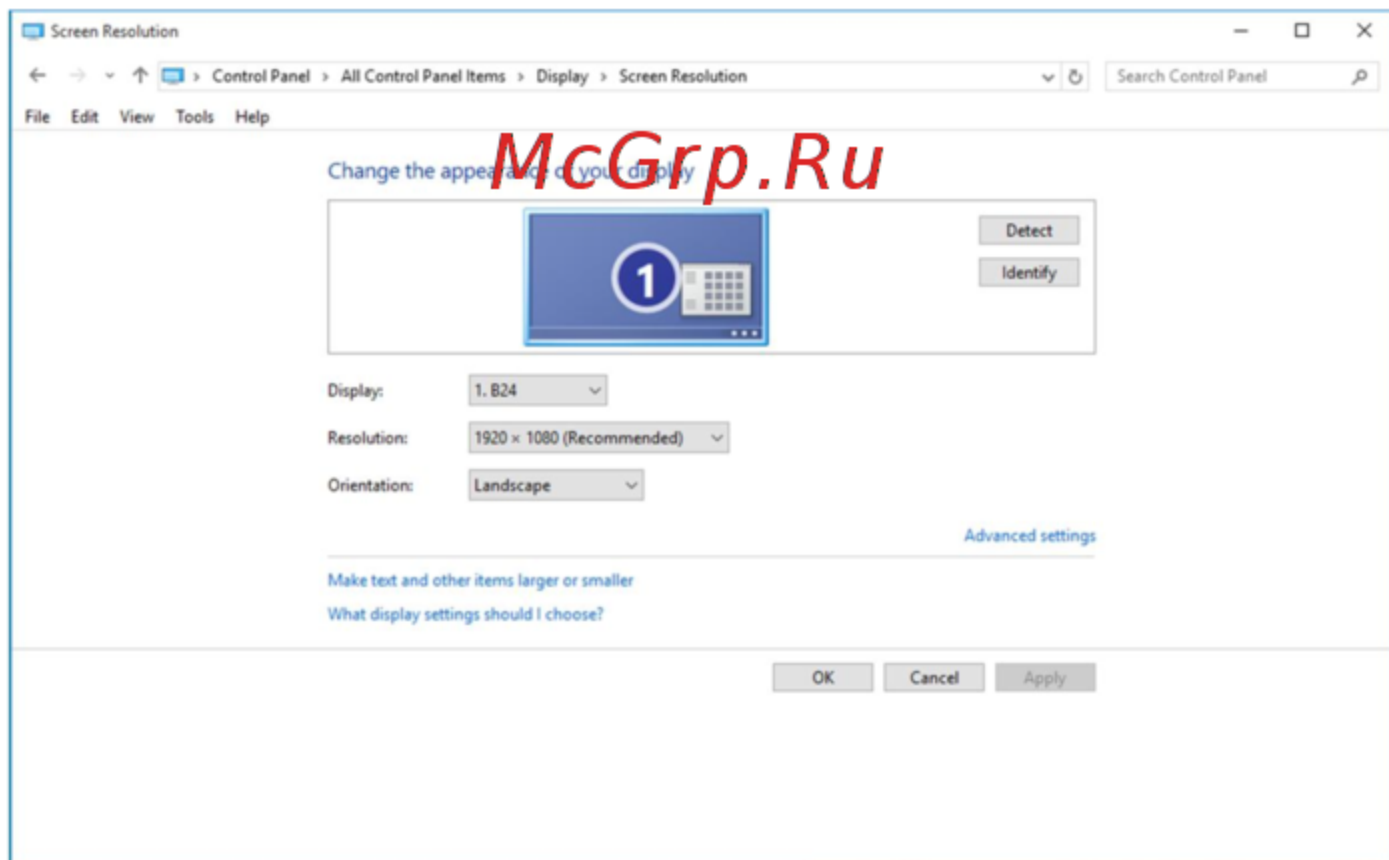 Screen Resolution
Control Panel > All Control Panel Items > Display > Screen Resolution
Search Control Panel
File Edit View Tools Help
Change the appearance of your display
McGrp.Ru
1
Detect
Identify
Display: 1. B24
Resolution: 1920 × 1080 (Recommended)
Orientation: Landscape
Advanced settings
Make text and other items larger or smaller
What display settings should I choose?
OK Cancel Apply